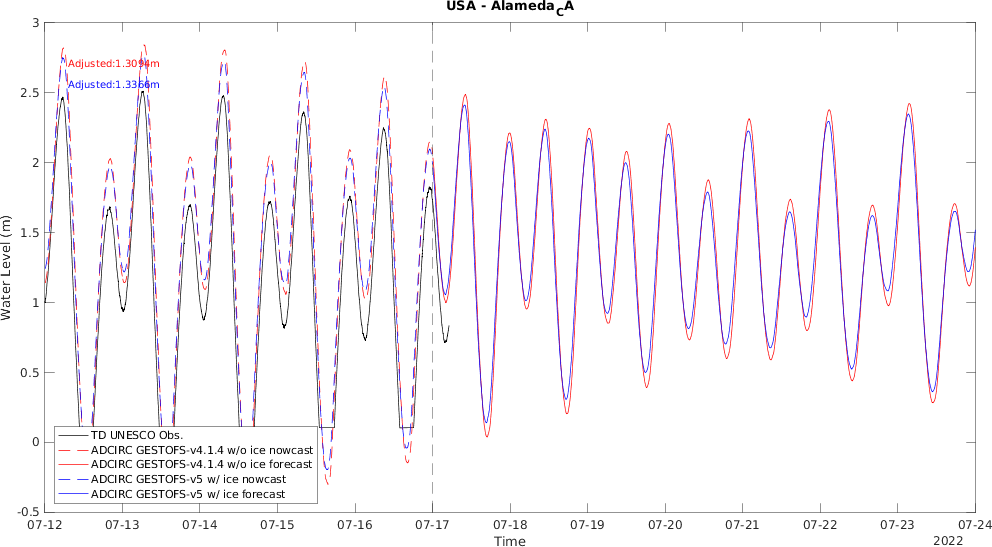 USA - Alameda_CA
3
2.5
2
1.5
1
0.5
0
-0.5
Water Level (m)
Adjusted:1.3094m
Adjusted:1.3366m
TD UNESCO Obs.
ADCIRC GESTOFS-v4.1.4 w/o ice nowcast
ADCIRC GESTOFS-v4.1.4 w/o ice forecast
ADCIRC GESTOFS-v5 w/ ice nowcast
ADCIRC GESTOFS-v5 w/ ice forecast
07-12 07-13 07-14 07-15 07-16 07-17 07-18 07-19 07-20 07-21 07-22 07-23 07-24
Time
2022